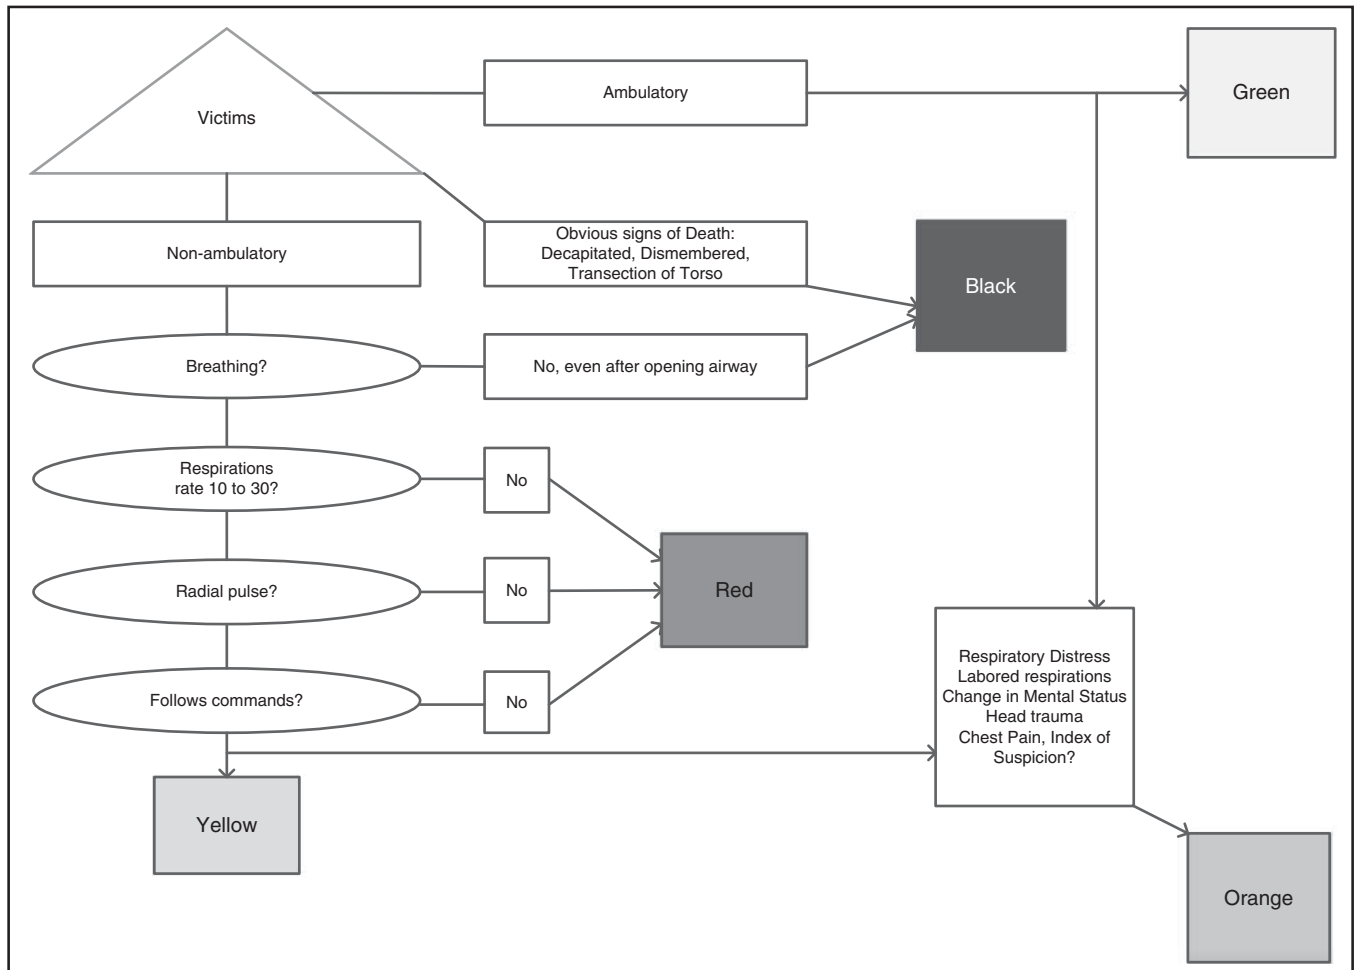 Victims
Ambulatory
Green
Non-ambulatory
Obvious signs of Death:
Decapitated, Dismembered,
Transection of Torso
Black
Breathing?
No, even after opening airway
Respirations
rate 10 to 30?
No
Radial pulse?
No
Red
Follows commands?
No
Respiratory Distress
Labored respirations
Change in Mental Status
Head trauma
Chest Pain, Index of
Suspicion?
Yellow
Orange